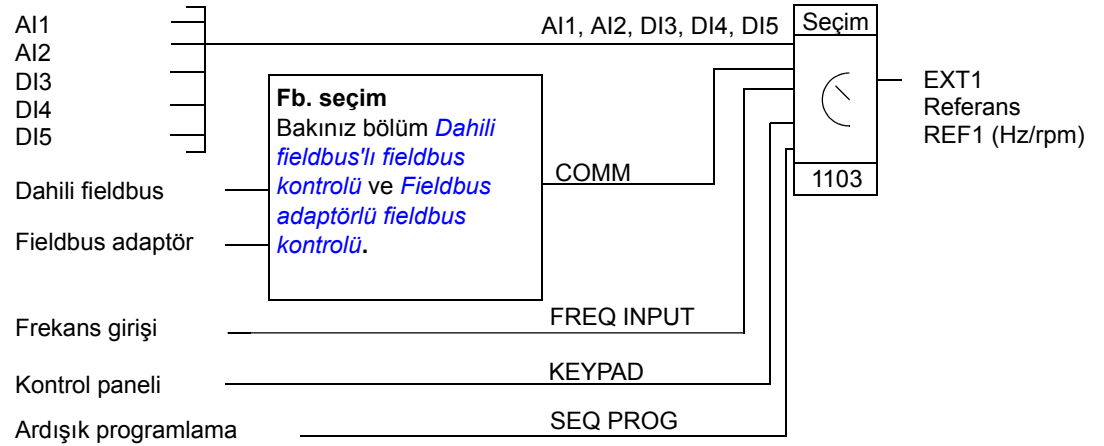 AI1
AI2
DI3
DI4
DI5
AI1, AI2, DI3, DI4, DI5
Seçim
1103
EXT1
Referans
REF1 (Hz/rpm)
Fb. seçim
Bakınız bölüm Dahili
fieldbus'lı fieldbus
kontrolü ve Fieldbus
adaptörlü fieldbus
kontrolü.
Dahili fieldbus
Fieldbus adaptör
COMM
Frekans girişi
FREQ INPUT
Kontrol paneli
KEYPAD
Ardışık programlama
SEQ PROG